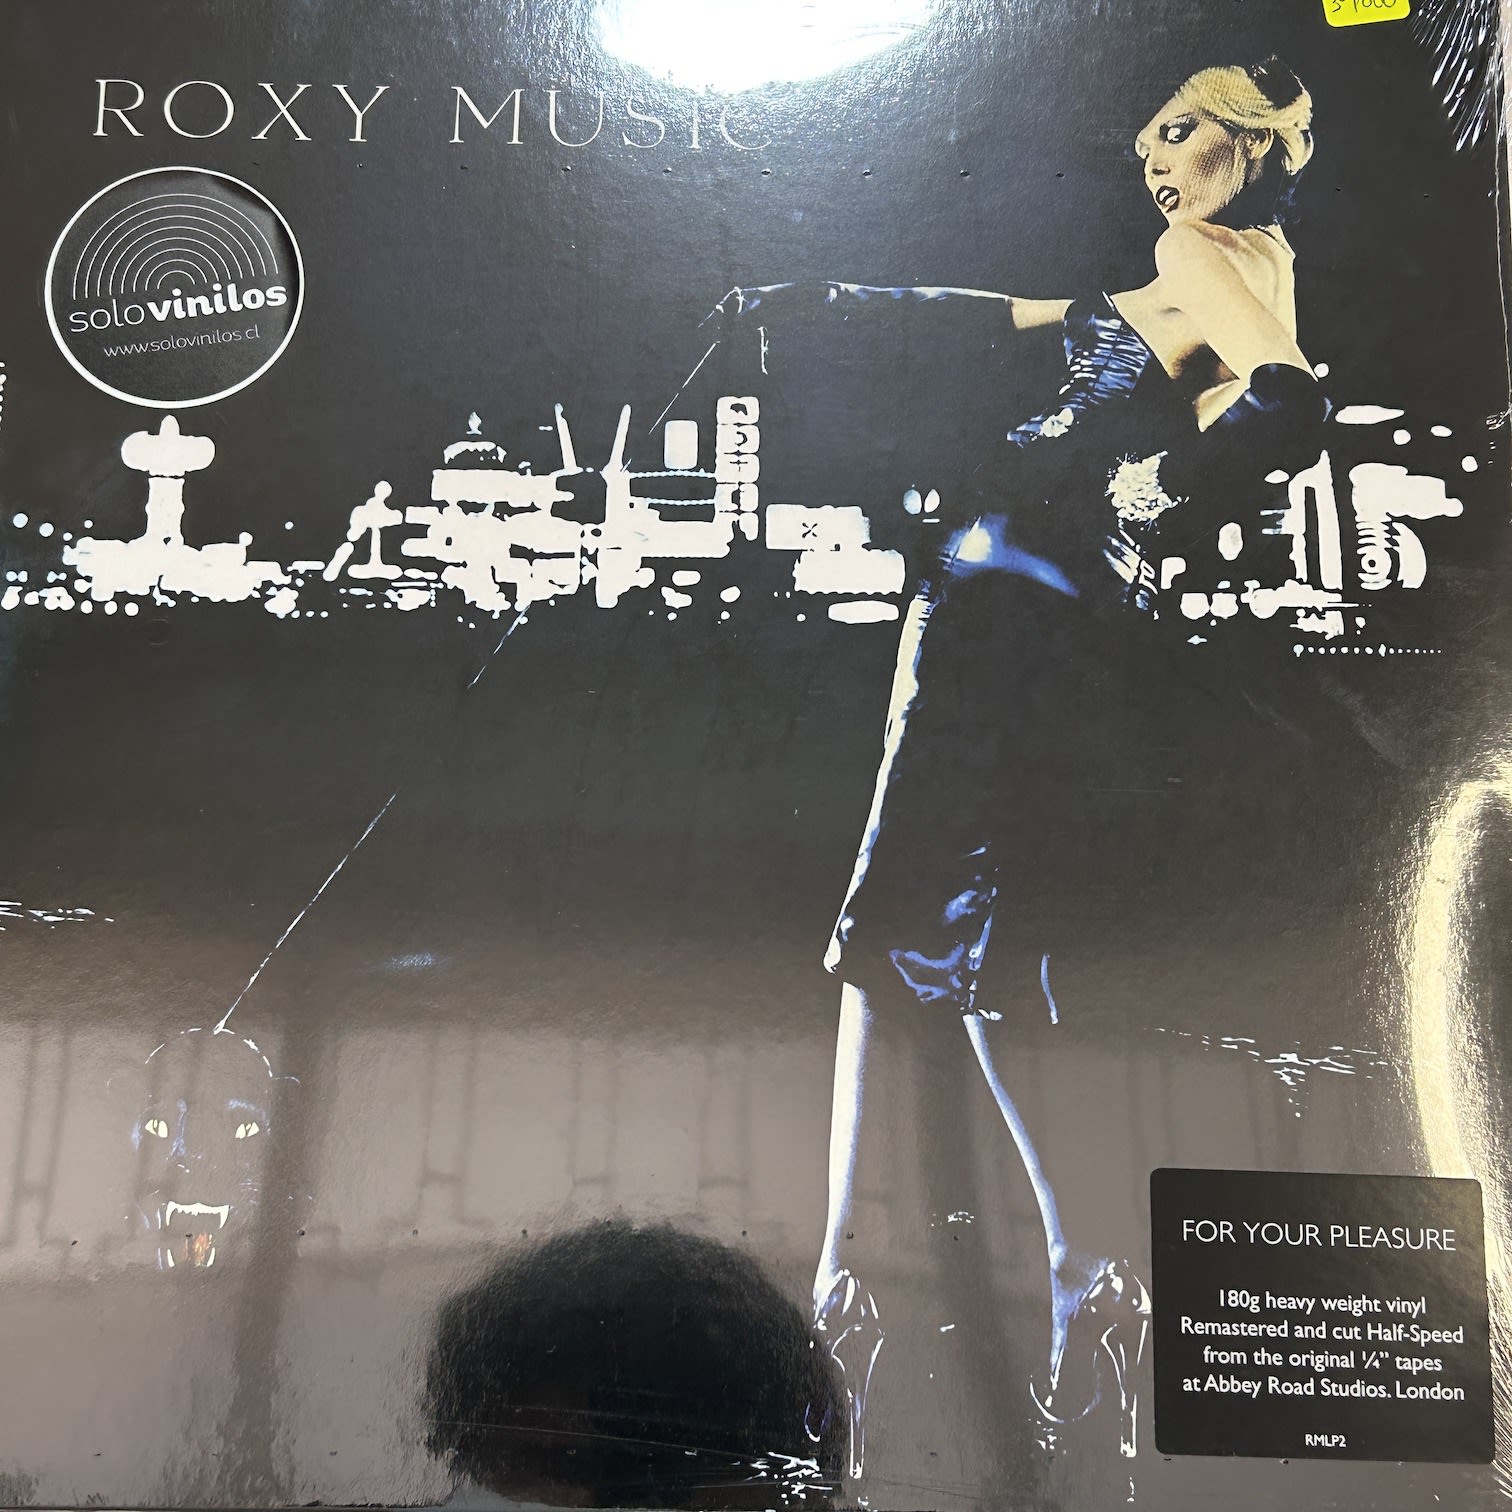 ROXY MUSIC
solovinilos
www.solovinilos.cl
FOR YOUR PLEASURE
180g heavy weight vinyl
Remastered and cut Half-Speed
from the original ¼” tapes
at Abbey Road Studios. London
RMLP2